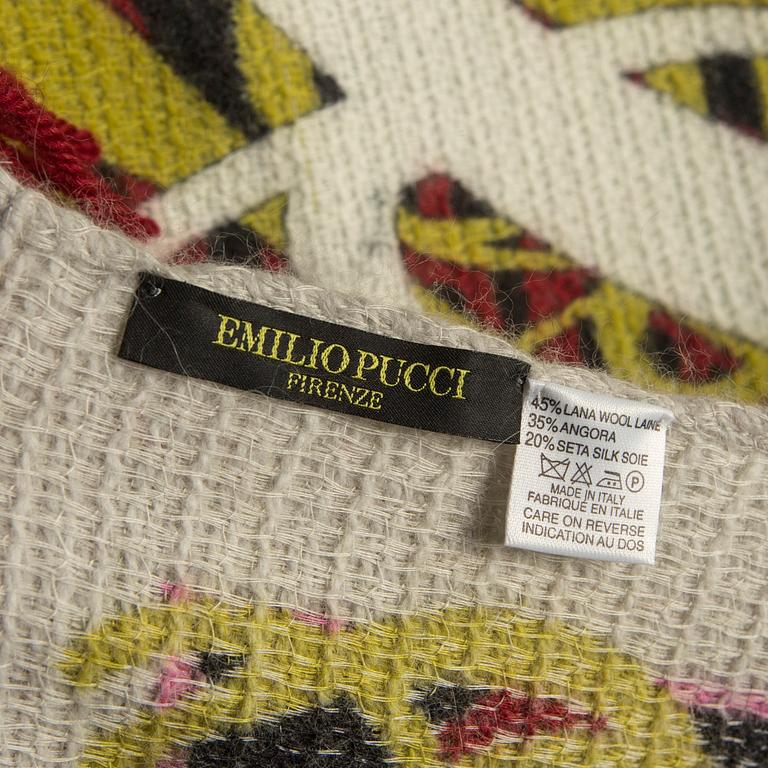 EMILIO PUCCI
FIRENZE
45% LANA WOOL LAINE
35% ANGORA
20% SETA SILK SOIE
P
MADE IN ITALY
FABRIQUÉ EN ITALIE
CARE ON REVERSE
INDICATION AU DOS